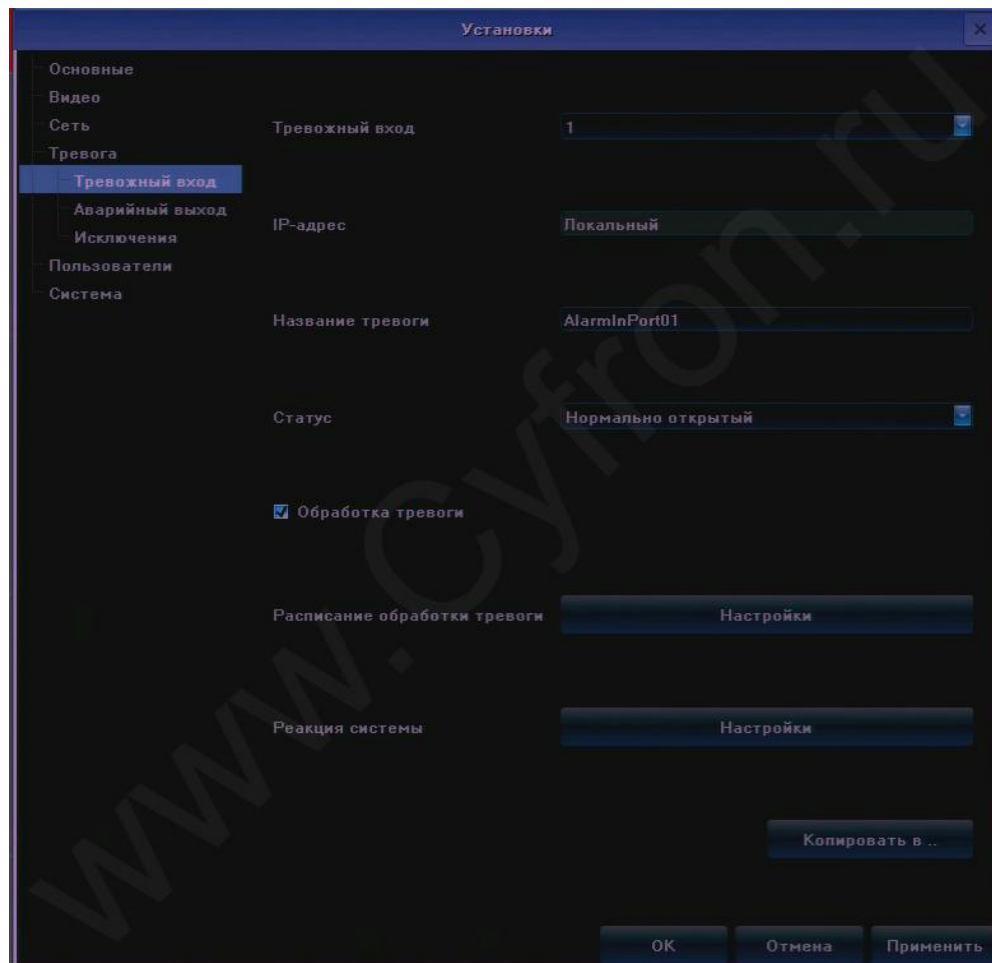 Установки
Основные
Видео
Сеть
Тревога
Тревожный вход
Аварийный выход
Исключения
Пользователи
Система
Тревожный вход 1
IP-адрес Локальный
Название тревоги AlarmInPort01
Статус Нормально открытый
Обработка тревоги
Расписание обработки тревоги Настройки
Реакция системы Настройки
Копировать в ..
ОК Отмена Применить
www.Cyfron.ru